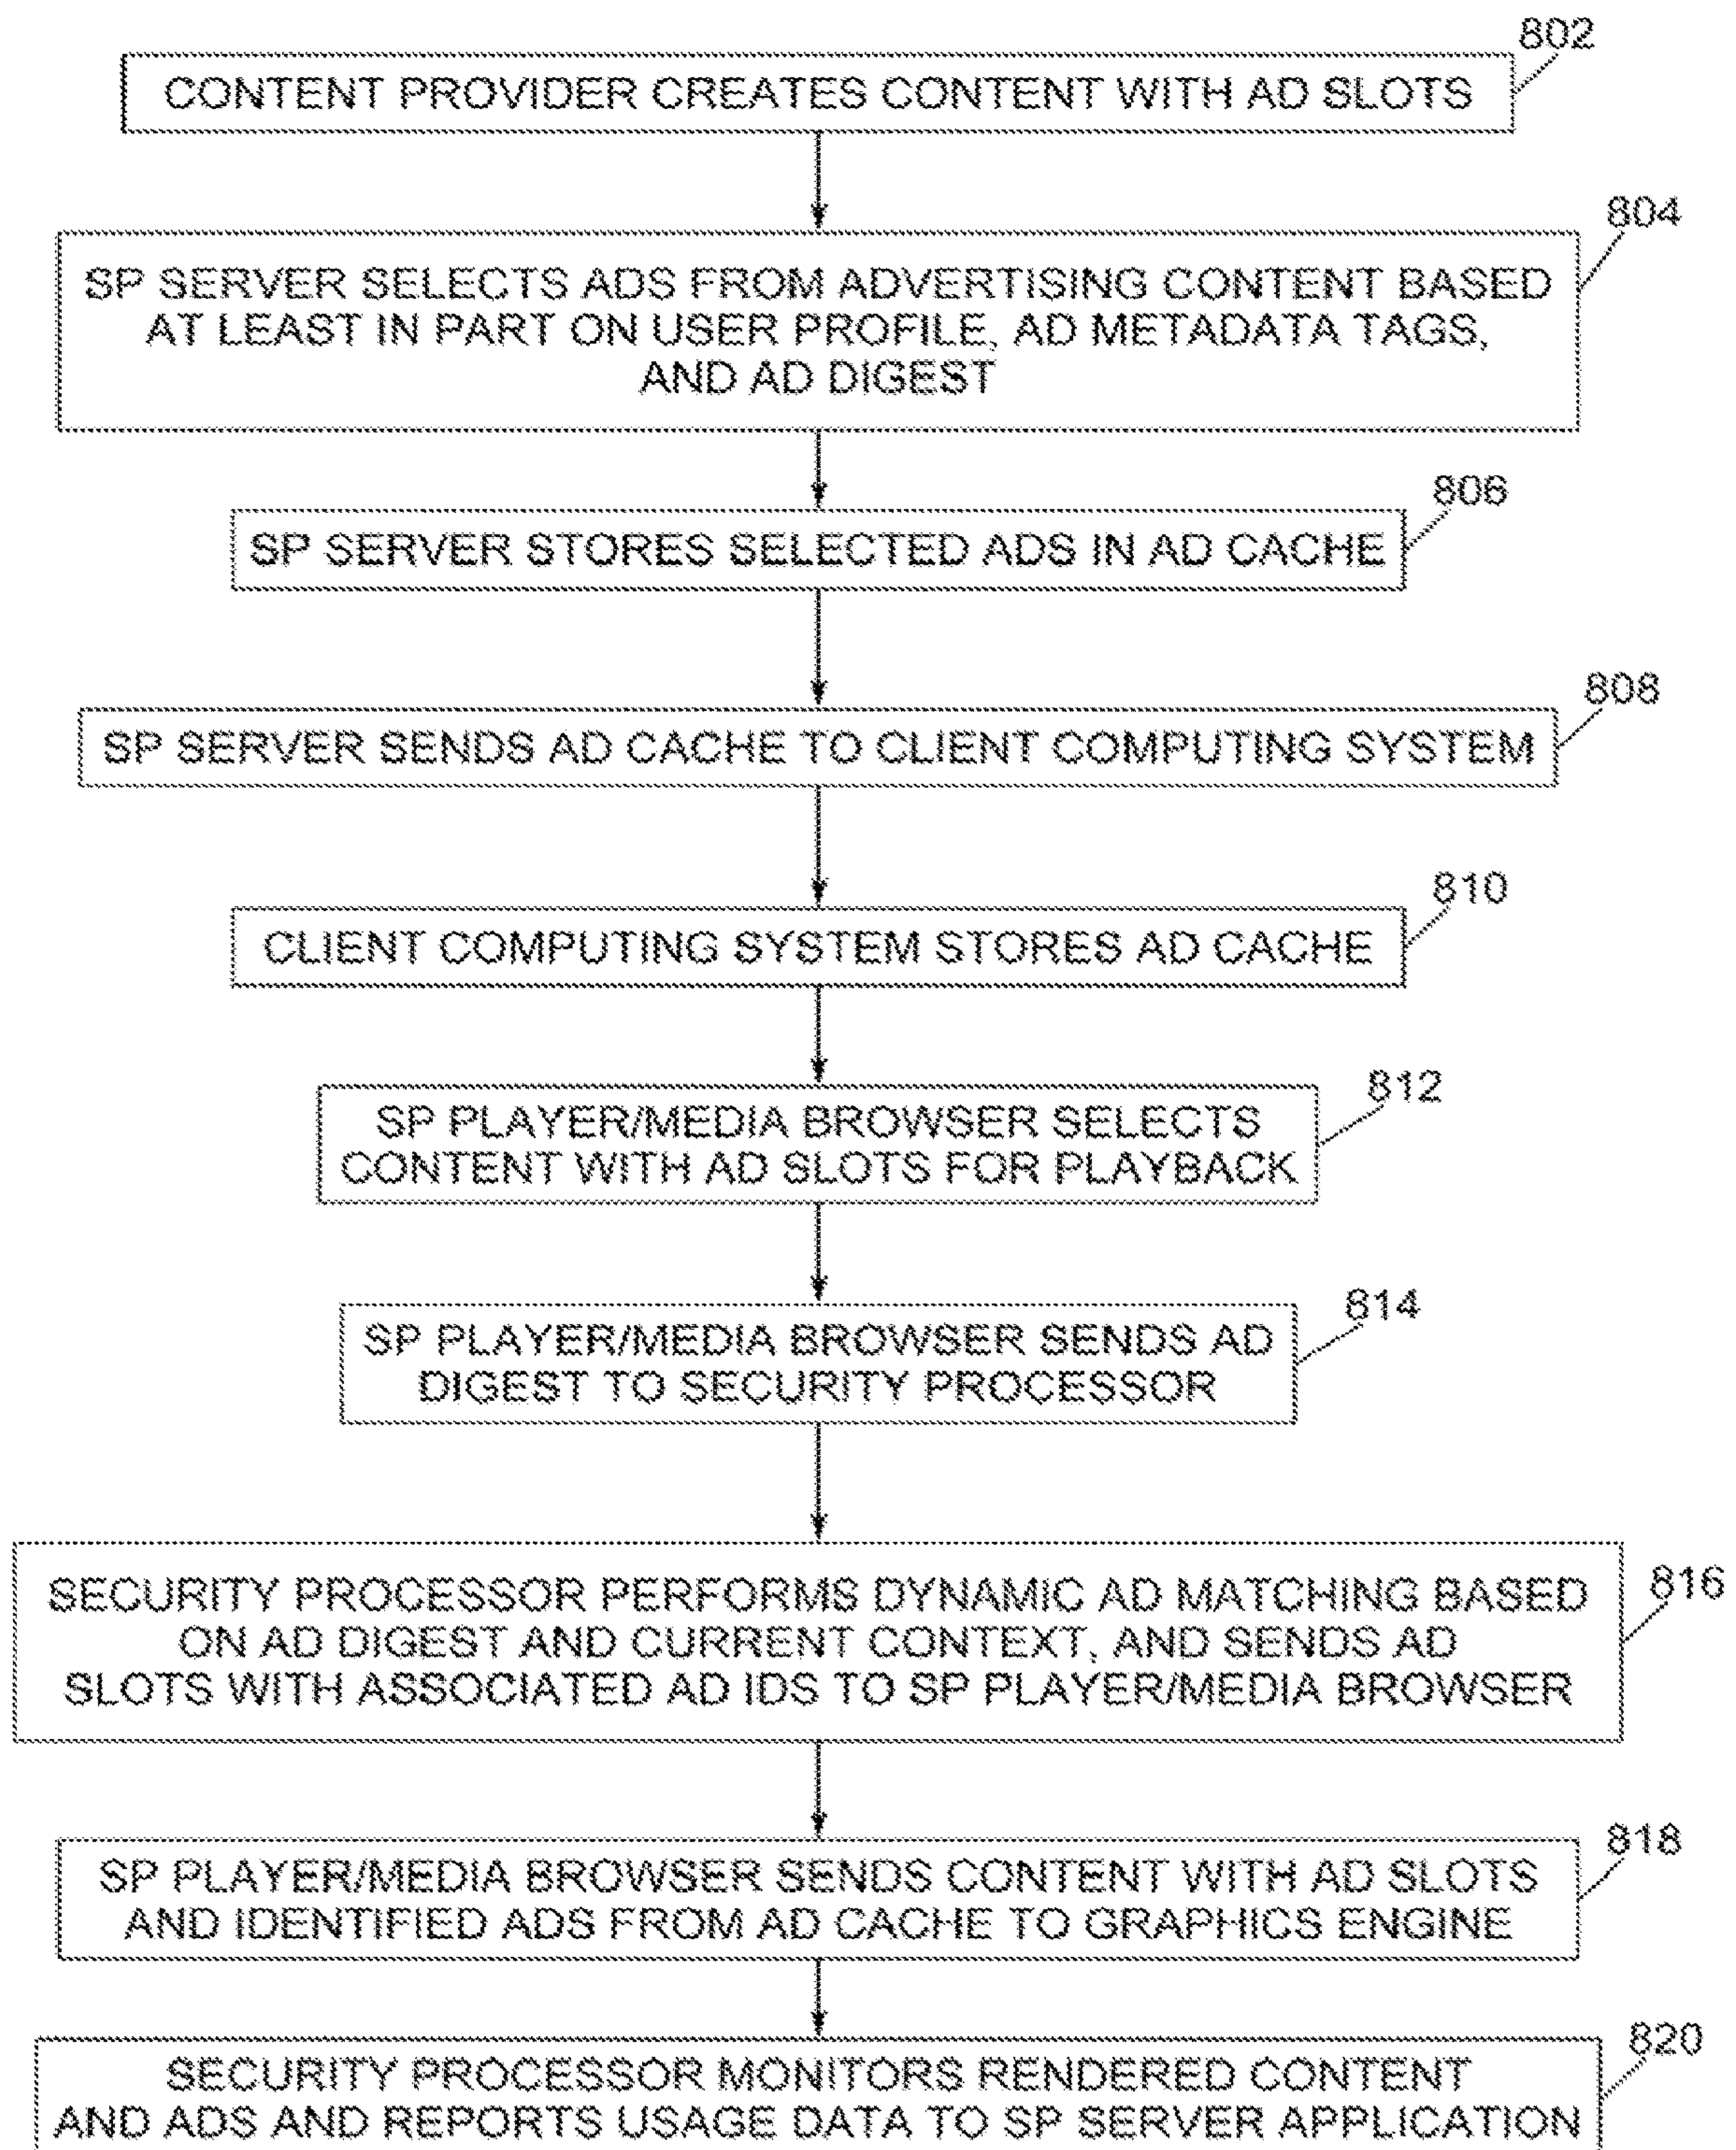 802
CONTENT PROVIDER CREATES CONTENT WITH AD SLOTS
804
SP SERVER SELECTS ADS FROM ADVERTISING CONTENT BASED
AT LEAST IN PART ON USER PROFILE, AD METADATA TAGS,
AND AD DIGEST
806
SP SERVER STORES SELECTED ADS IN AD CACHE
808
SP SERVER SENDS AD CACHE TO CLIENT COMPUTING SYSTEM
810
CLIENT COMPUTING SYSTEM STORES AD CACHE
812
SP PLAYER/MEDIA BROWSER SELECTS
CONTENT WITH AD SLOTS FOR PLAYBACK
814
SP PLAYER/MEDIA BROWSER SENDS AD
DIGEST TO SECURITY PROCESSOR
816
SECURITY PROCESSOR PERFORMS DYNAMIC AD MATCHING BASED
ON AD DIGEST AND CURRENT CONTEXT, AND SENDS AD
SLOTS WITH ASSOCIATED AD IDS TO SP PLAYER/MEDIA BROWSER
818
SP PLAYER/MEDIA BROWSER SENDS CONTENT WITH AD SLOTS
AND IDENTIFIED ADS FROM AD CACHE TO GRAPHICS ENGINE
820
SECURITY PROCESSOR MONITORS RENDERED CONTENT
AND ADS AND REPORTS USAGE DATA TO SP SERVER APPLICATION